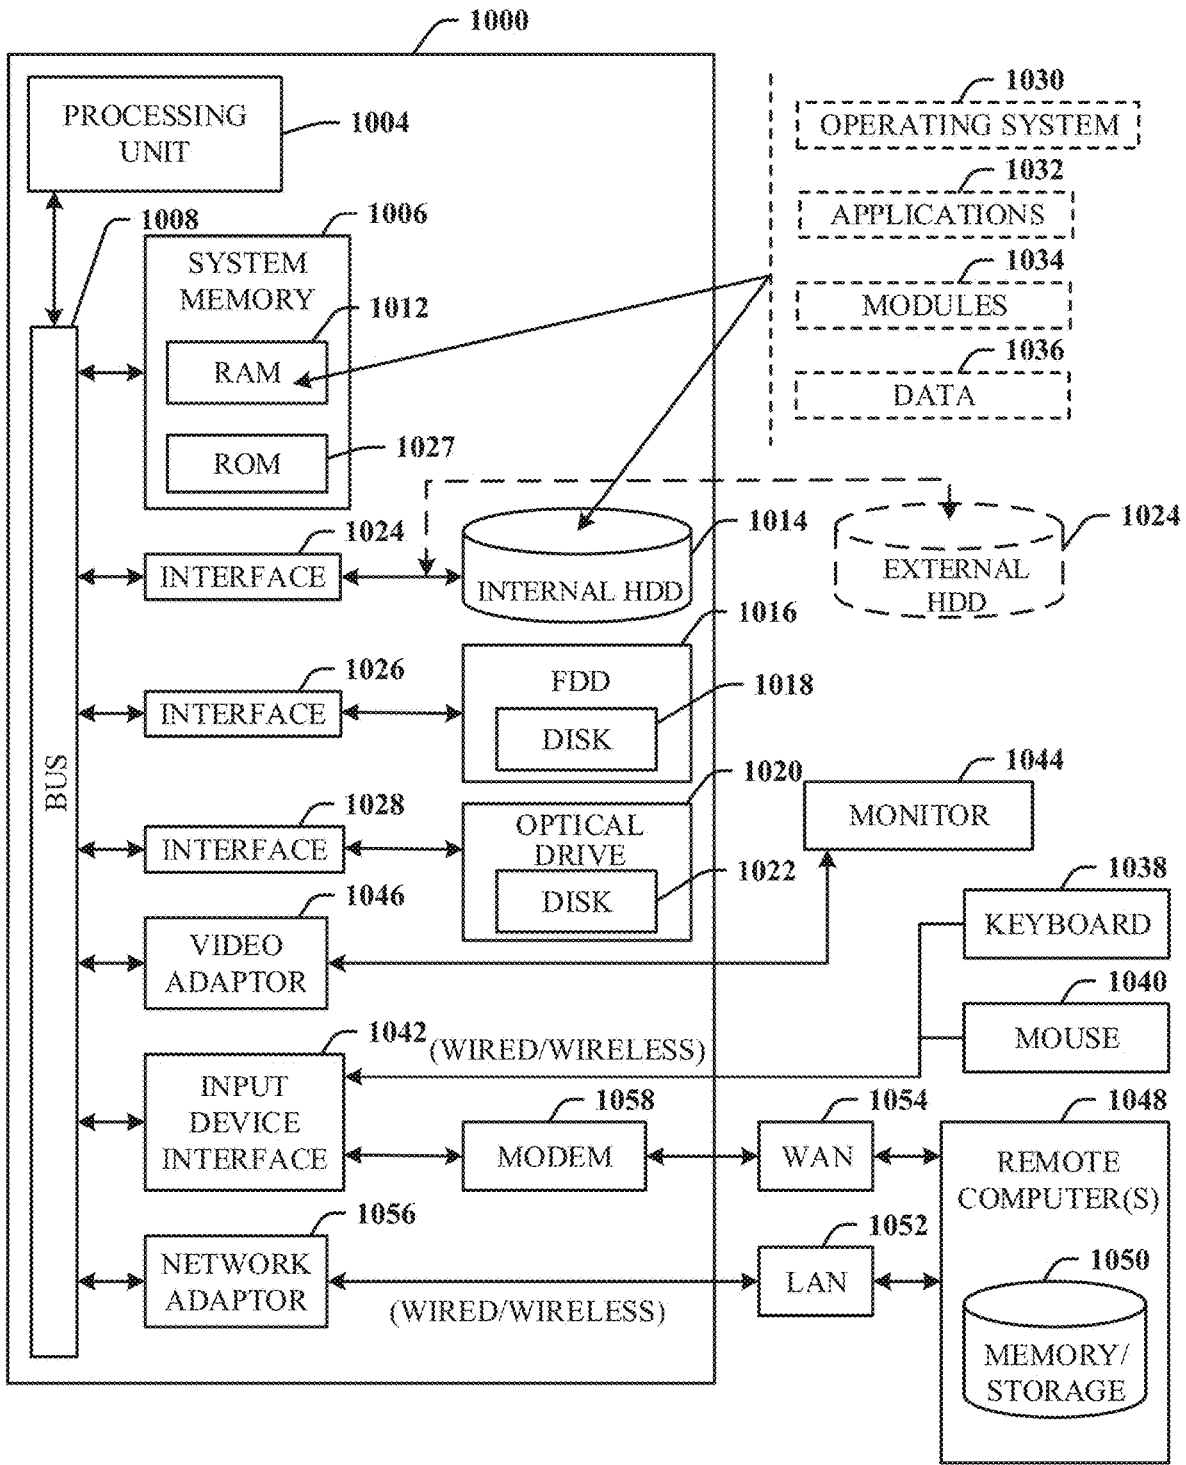 1000
PROCESSING
UNIT
1004
1030
OPERATING SYSTEM
1032
APPLICATIONS
1034
MODULES
1036
DATA
1008
1006
SYSTEM
MEMORY
1012
RAM
ROM
1027
1024
INTERFACE
1014
INTERNAL HDD
1024
EXTERNAL
HDD
1026
INTERFACE
1016
FDD
1018
DISK
BUS
1028
INTERFACE
1020
OPTICAL
DRIVE
1022
DISK
1044
MONITOR
1046
VIDEO
ADAPTOR
1038
KEYBOARD
1040
MOUSE
1042
(WIRED/WIRELESS)
INPUT
DEVICE
INTERFACE
1058
MODEM
1054
WAN
1048
REMOTE
COMPUTER(S)
1056
NETWORK
ADAPTOR
(WIRED/WIRELESS)
1052
LAN
1050
MEMORY/
STORAGE